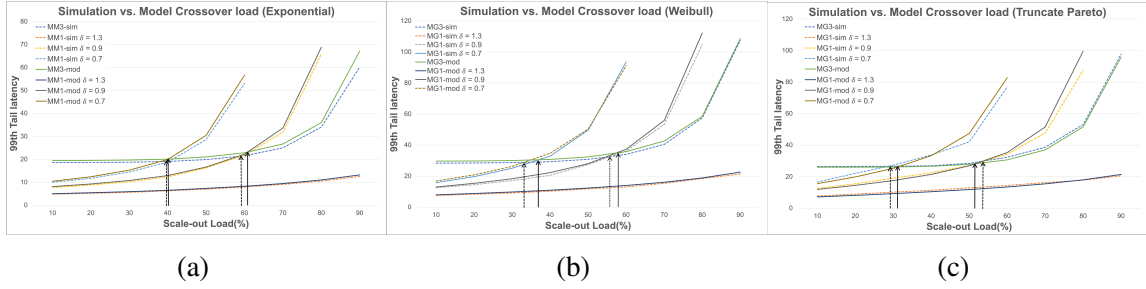 Simulation vs. Model Crossover load (Exponential)
MM3-sim
MM1-sim δ = 1.3
MM1-sim δ = 0.9
MM1-sim δ = 0.7
MM3-mod
MM1-mod δ = 1.3
MM1-mod δ = 0.9
MM1-mod δ = 0.7
99th Tail latency
80
70
60
50
40
30
20
10
0
10 20 30 40 50 60 70 80 90
Scale-out Load(%)
(a)
Simulation vs. Model Crossover load (Weibull)
MG3-sim
MG1-sim δ = 1.3
MG1-sim δ = 0.9
MG1-sim δ = 0.7
MG3-mod
MG1-mod δ = 1.3
MG1-mod δ = 0.9
MG1-mod δ = 0.7
99th Tail latency
120
100
80
60
40
20
0
10 20 30 40 50 60 70 80 90
Scale-out Load(%)
(b)
Simulation vs. Model Crossover load (Truncate Pareto)
MG3-sim
MG1-sim δ = 1.3
MG1-sim δ = 0.9
MG1-sim δ = 0.7
MG3-mod
MG1-mod δ = 1.3
MG1-mod δ = 0.9
MG1-mod δ = 0.7
99th Tail latency
120
100
80
60
40
20
0
10 20 30 40 50 60 70 80 90
Scale-out Load(%)
(c)